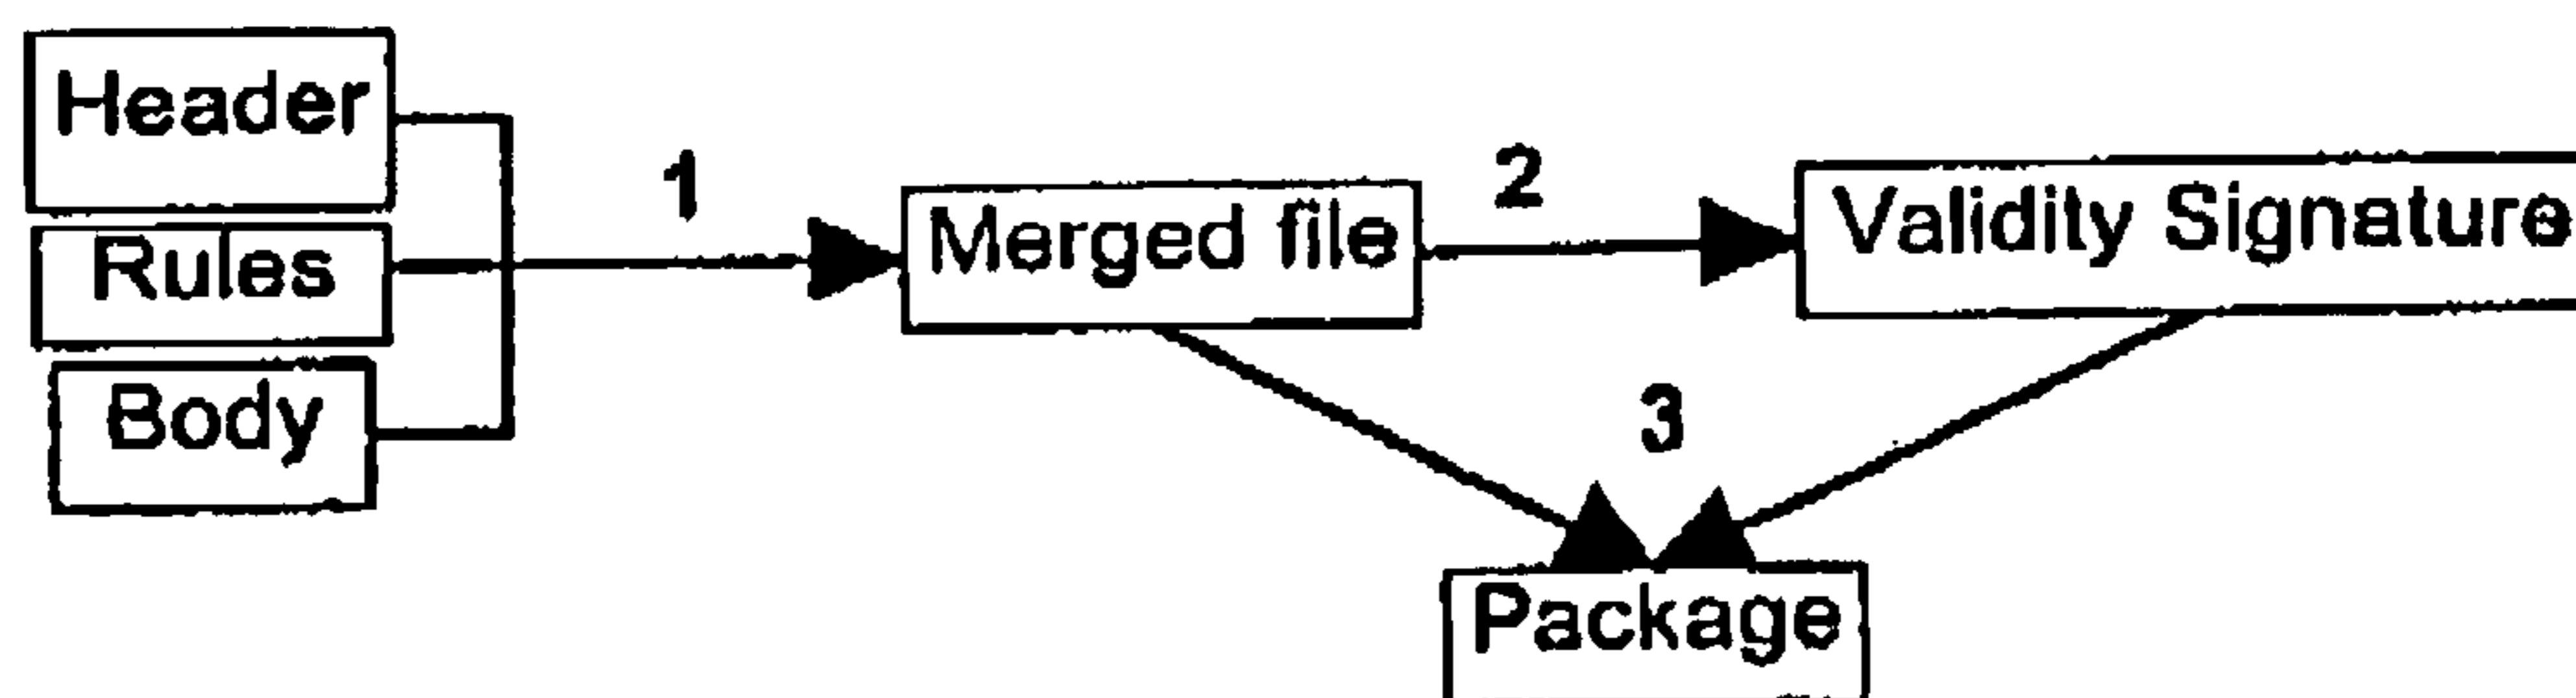 Header
Rules
Body
1
Merged file
2
Validity Signature
3
Package